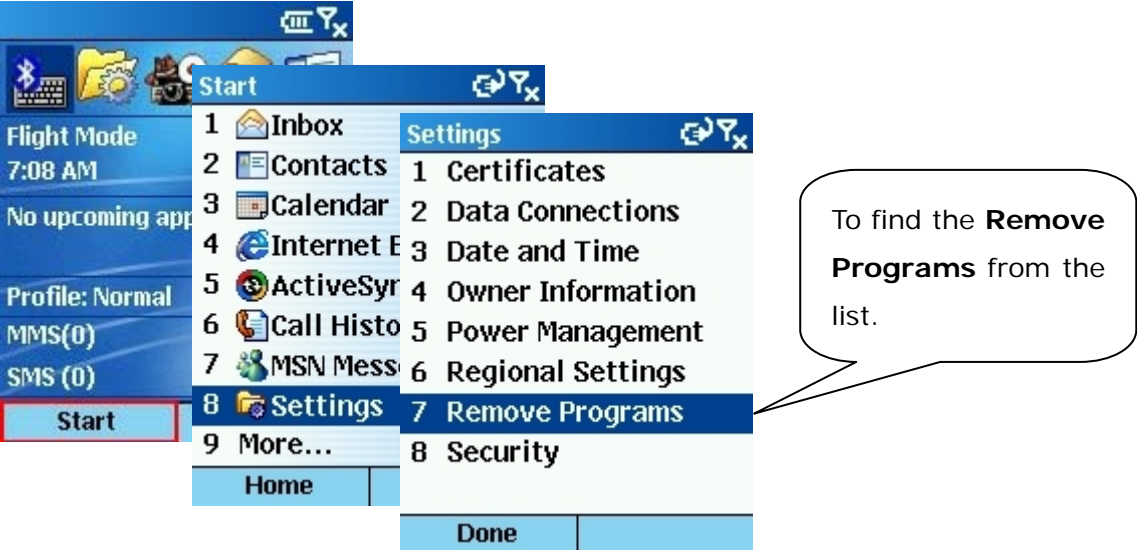 Flight Mode
7:08 AM
No upcoming app
Profile: Normal
MMS(0)
SMS (0)
Start
Start
1 Inbox
2 Contacts
3 Calendar
4 Internet E
5 ActiveSyn
6 Call Histo
7 MSN Mess
8 Settings
9 More...
Home
Settings
1 Certificates
2 Data Connections
3 Date and Time
4 Owner Information
5 Power Management
6 Regional Settings
7 Remove Programs
8 Security
Done
To find the Remove
Programs from the
list.